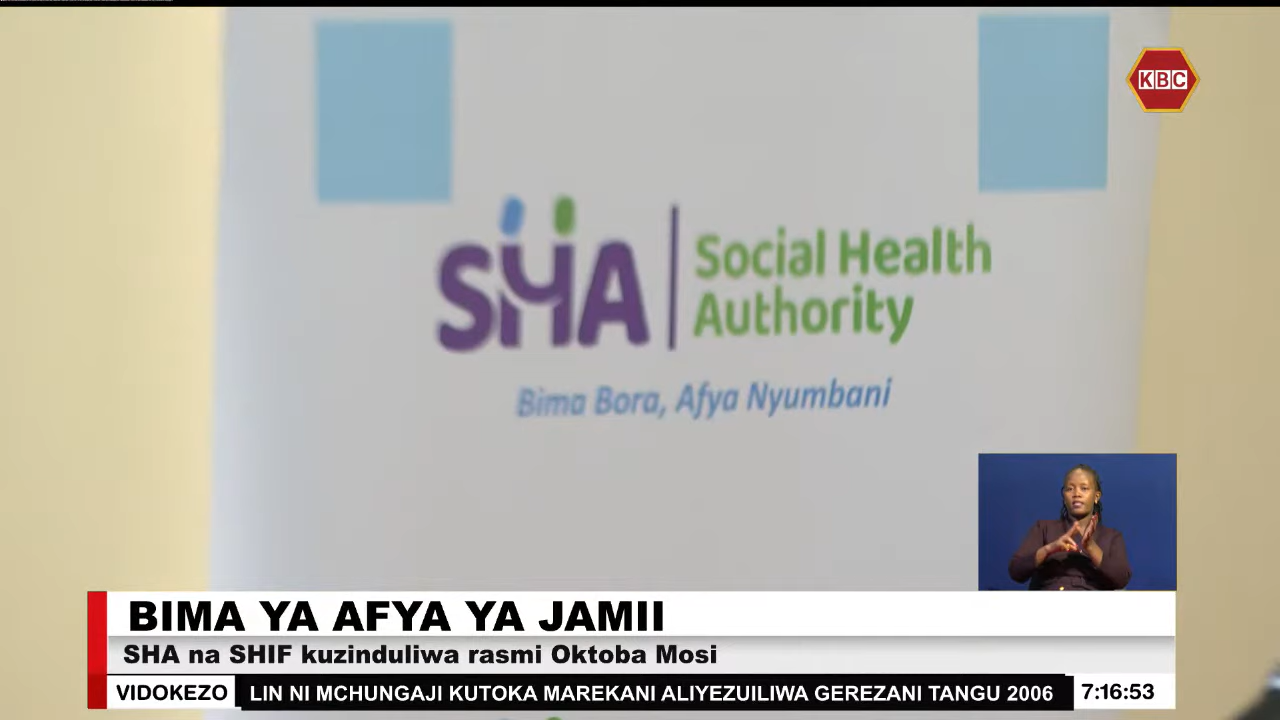 KBC
SHA
Social Health
Authority
Bima Bora, Afya Nyumbani
BIMA YA AFYA YA JAMII
SHA na SHIF kuzinduliwa rasmi Oktoba Mosi
VIDOKEZO LIN NI MCHUNGAJI KUTOKA MAREKANI ALIYEZUILIWA GEREZANI TANGU 2006 7:16:53